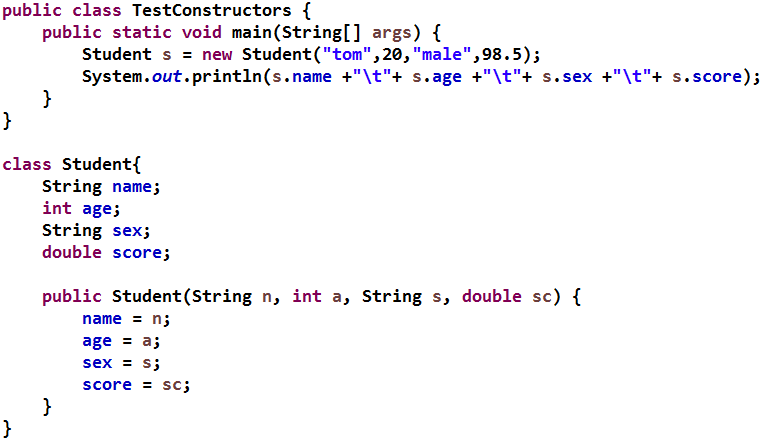 public class TestConstructors {
    public static void main(String[] args) {
        Student s = new Student("tom",20,"male",98.5);
        System.out.println(s.name +"\t"+ s.age +"\t"+ s.sex +"\t"+ s.score);
    }
}

class Student{
    String name;
    int age;
    String sex;
    double score;

    public Student(String n, int a, String s, double sc) {
        name = n;
        age = a;
        sex = s;
        score = sc;
    }
}